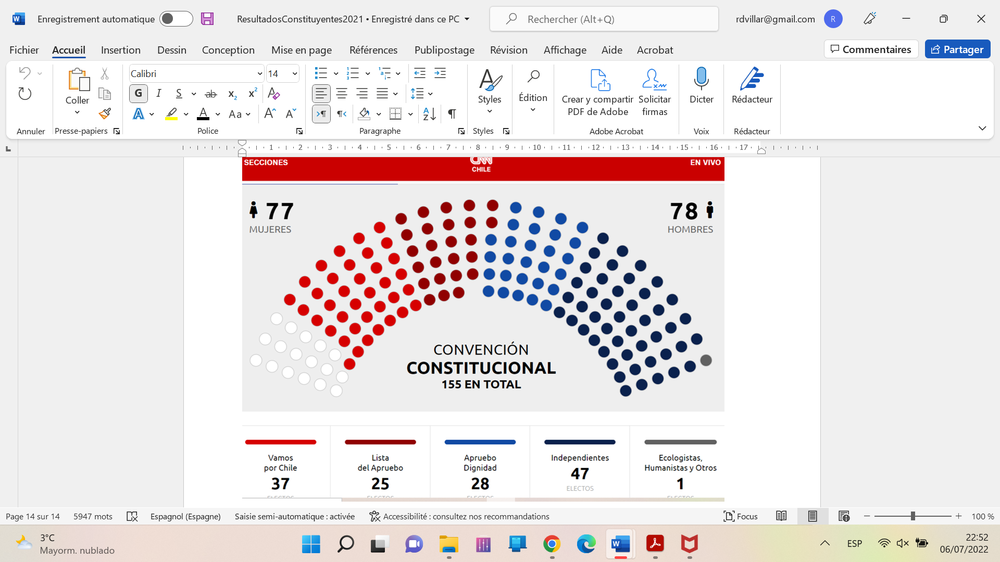 Enregistrement automatique
ResultadosConstituyentes2021 • Enregistré dans ce PC
Rechercher (Alt+Q)
rdvillar@gmail.com
R
Fichier Accueil Insertion Dessin Conception Mise en page Références Publipostage Révision Affichage Aide Acrobat
Commentaires
Partager
Calibri
14
Coller
Styles
Édition
Crear y compartir
PDF de Adobe
Solicitar
firmas
Dicter
Rédacteur
Annuler
Presse-papiers
Police
Paragraphe
Styles
Adobe Acrobat
Voix
Rédacteur
1 2 3 4 5 6 7 8 9 10 11 12 13 14 15 16 17
SECCIONES
CNN
CHILE
EN VIVO
77
MUJERES
78
HOMBRES
CONVENCIÓN
CONSTITUCIONAL
155 EN TOTAL
Vamos
por Chile
37
ELECTOS
Lista
del Apruebo
25
ELECTOS
Apruebo
Dignidad
28
ELECTOS
Independientes
47
ELECTOS
Ecologistas,
Humanistas y Otros
1
ELECTOS
Page 14 sur 14
5947 mots
Espagnol (Espagne)
Saisie semi-automatique : activée
Accessibilité : consultez nos recommandations
Focus
100 %
3°C
Mayorm. nublado
ESP
22:52
06/07/2022